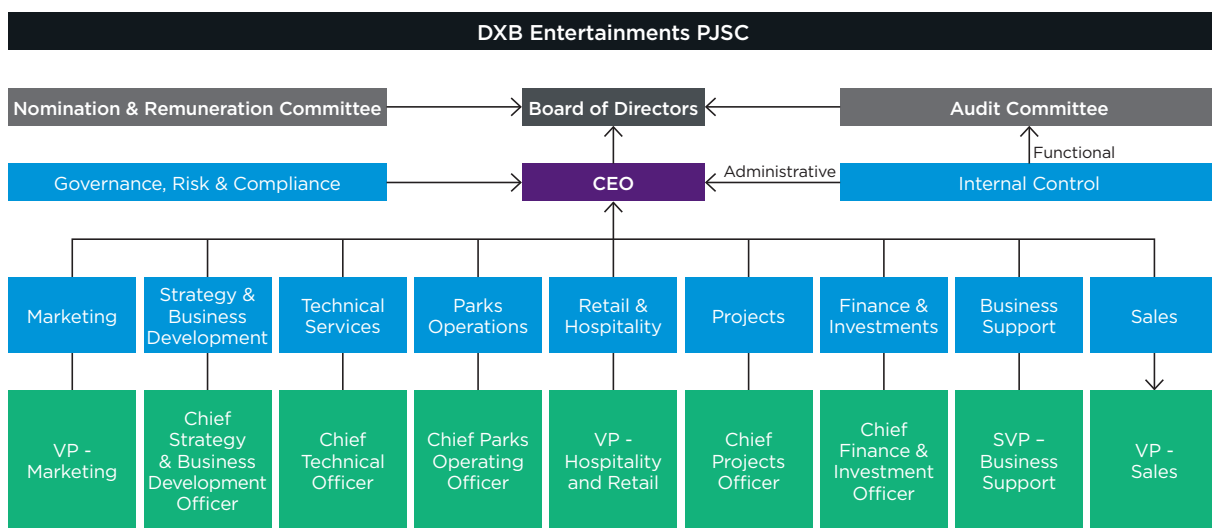 DXB Entertainments PJSC
Nomination & Remuneration Committee
Board of Directors
Audit Committee
Functional
Governance, Risk & Compliance
CEO
Administrative
Internal Control
Marketing
Strategy &
Business
Development
Technical
Services
Parks
Operations
Retail &
Hospitality
Projects
Finance &
Investments
Business
Support
Sales
VP -
Marketing
Chief
Strategy
& Business
Development
Officer
Chief
Technical
Officer
Chief Parks
Operating
Officer
VP -
Hospitality
and Retail
Chief
Projects
Officer
Chief
Finance &
Investment
Officer
SVP –
Business
Support
VP -
Sales